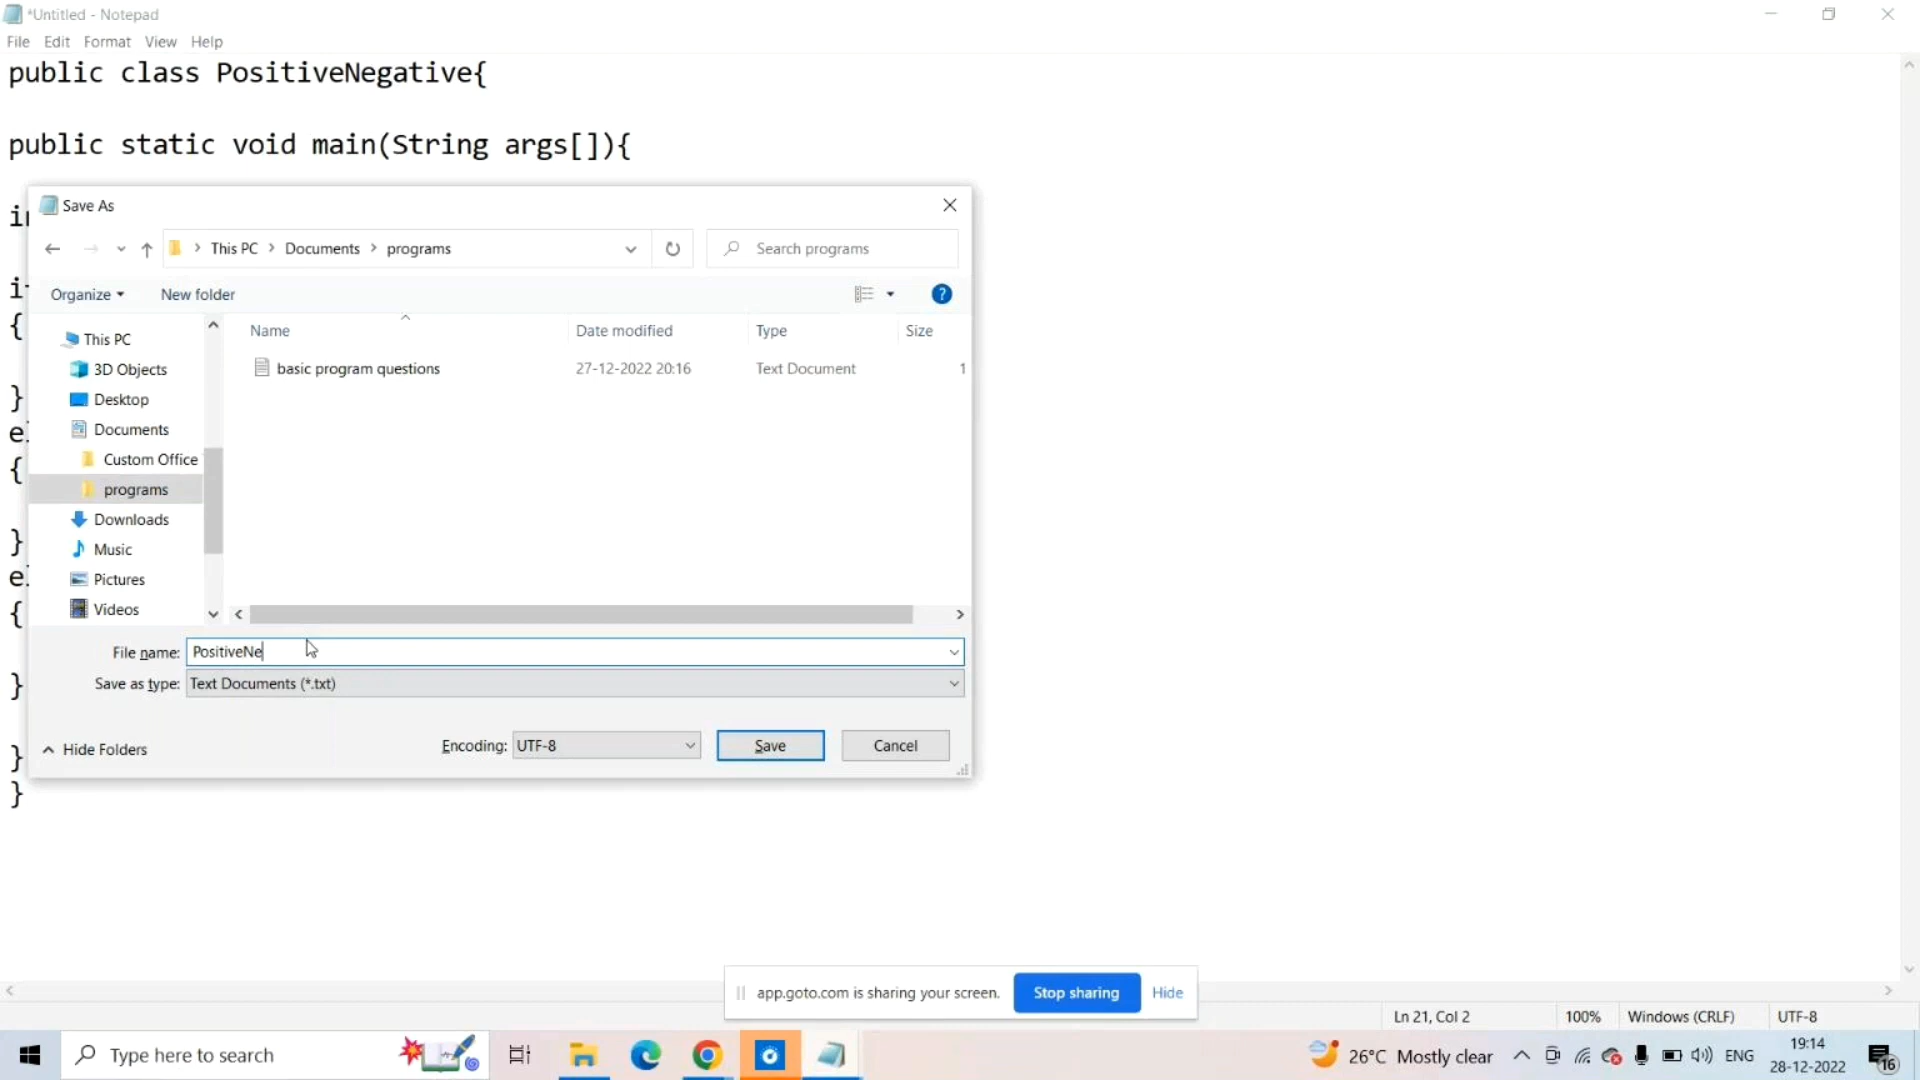 *Untitled - Notepad
File Edit Format View Help
public class PositiveNegative{
public static void main(String args[]){
{
}
{
}
{
}
}
}
Save As
This PC > Documents > programs
Search programs
Organize
New folder
?
Name Date modified Type Size
This PC
3D Objects
Desktop
Documents
Custom Office
programs
Downloads
Music
Pictures
Videos
basic program questions 27-12-2022 20:16 Text Document 1
File name: PositiveNe
Save as type: Text Documents (*.txt)
Hide Folders
Encoding: UTF-8
Save
Cancel
app.goto.com is sharing your screen. Stop sharing Hide
Ln 21, Col 2 100% Windows (CRLF) UTF-8
Type here to search
26°C Mostly clear
ENG
19:14
28-12-2022
16